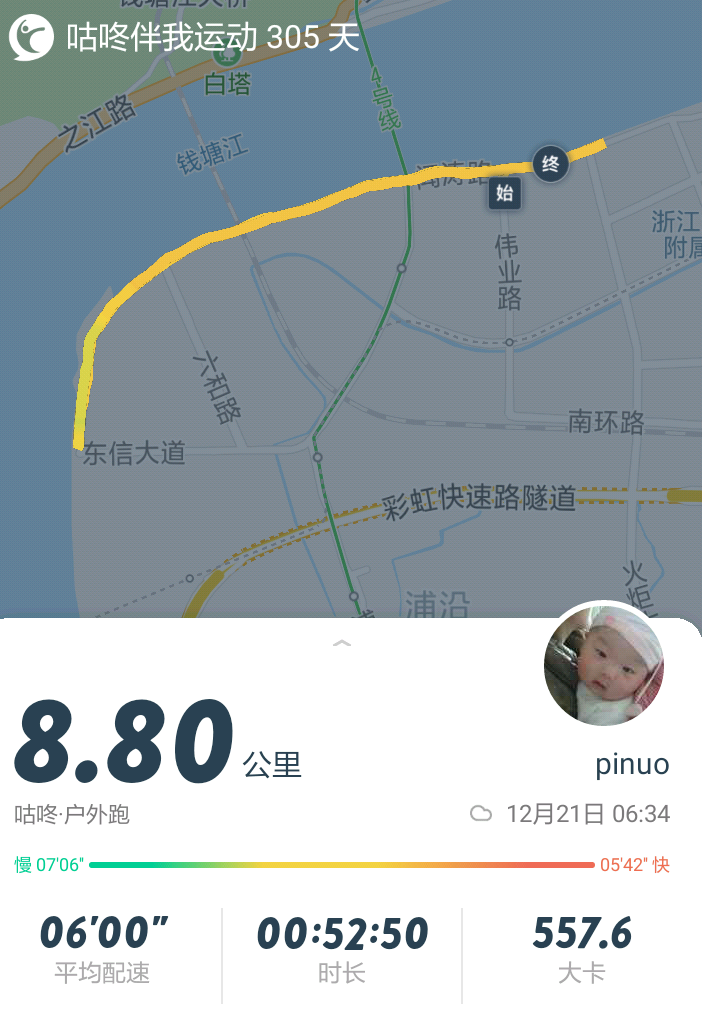 钱塘江大桥
咕咚伴我运动 305 天
白塔
4号线
之江路
钱塘江
闻涛路
终
始
浙江
附属
伟业路
六和路
南环路
东信大道
彩虹快速路隧道
火炬
浦沿
8.80 公里
pinuo
咕咚·户外跑
12月21日 06:34
慢 07'06"
05'42" 快
06'00"
00:52:50
557.6
平均配速
时长
大卡